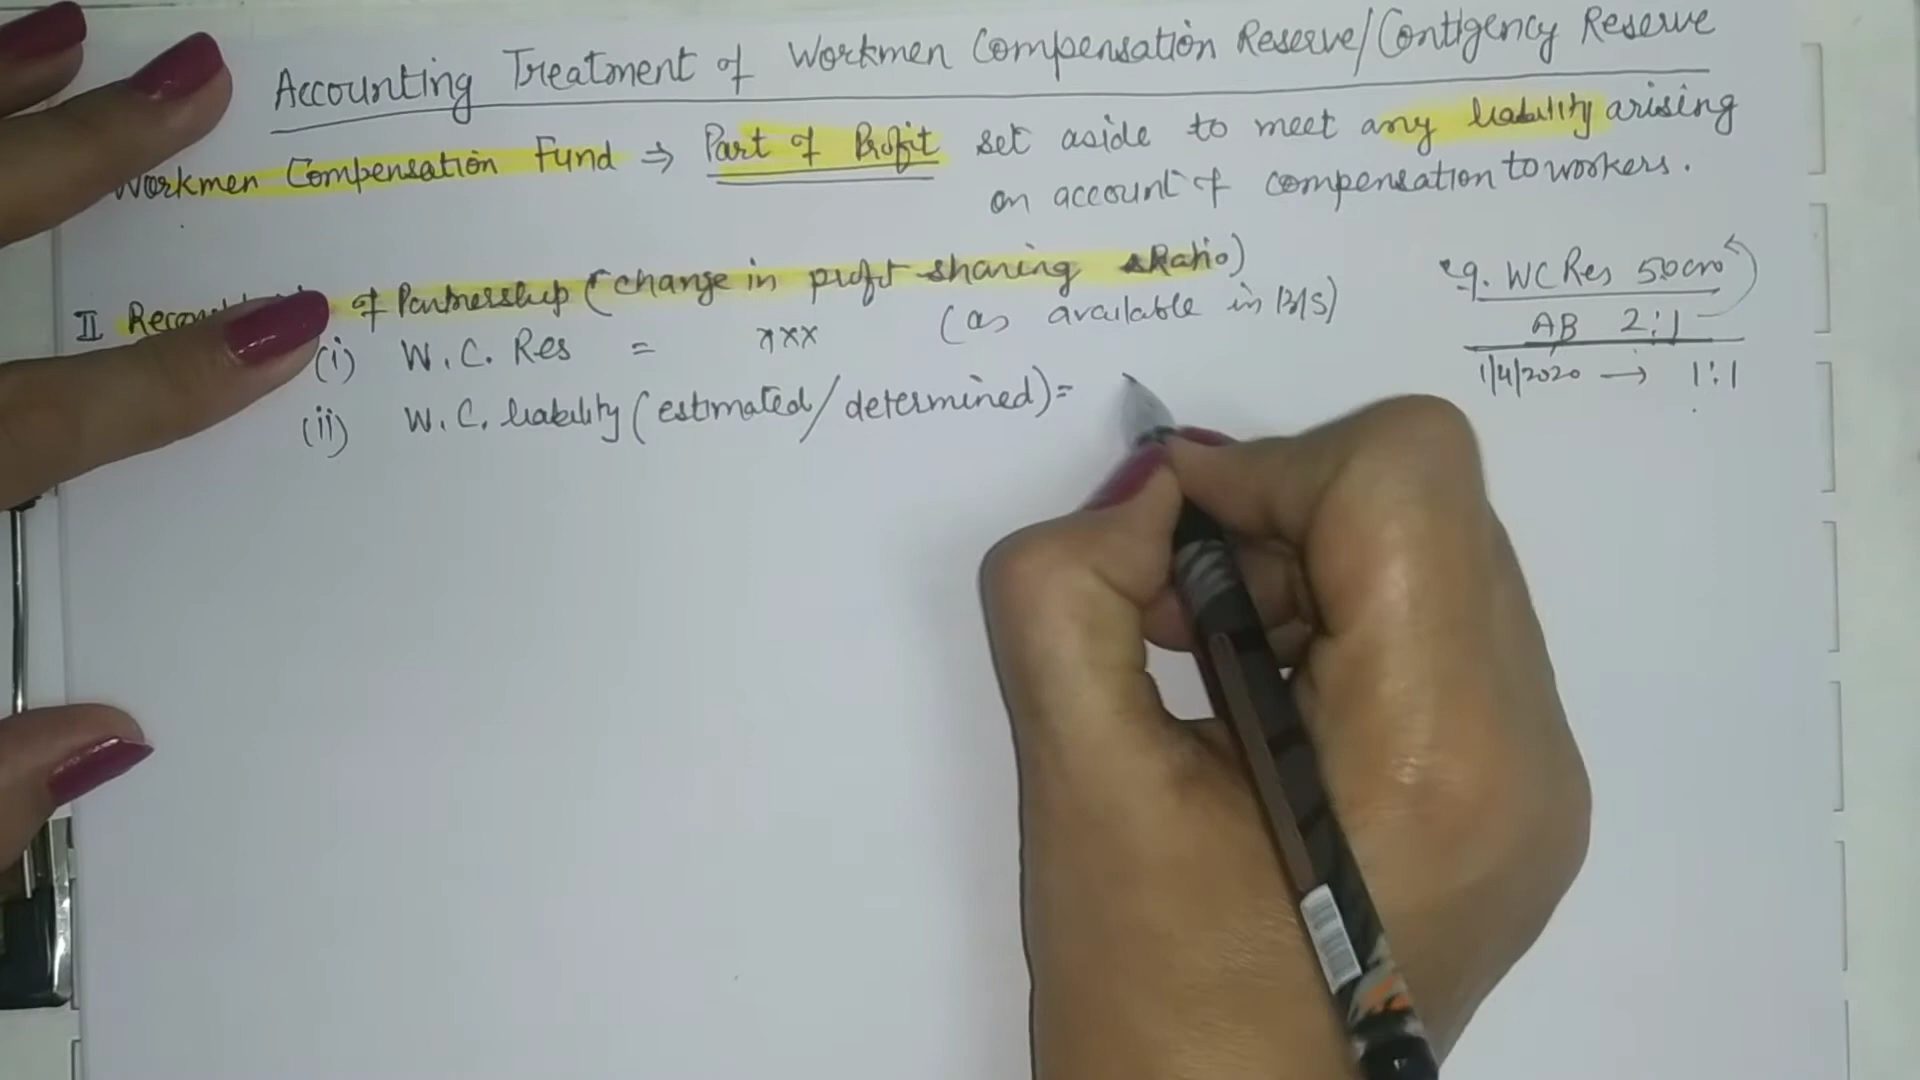 Accounting Treatment of Workmen Compensation Reserve/Contigency Reserve
Workmen Compensation Fund ⇒ Part of Profit set aside to meet any liability arising
on account of compensation to workers.
II of Partnership (change in profit sharing Ratio)
(i) W.C. Res = xxx (as available in B/S)
(ii) W.C. liability (estimated/determined) =
eg. WC Res
AB 2:1
1/4/2020 → 1:1